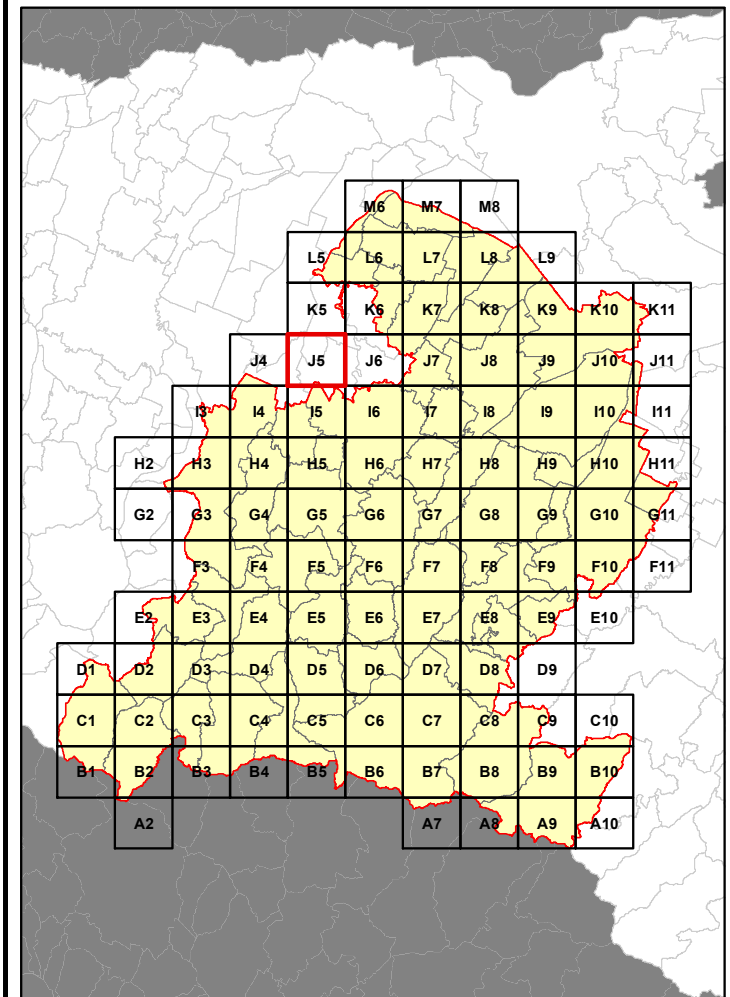 M6 M7 M8
L5 L6 L7 L8 L9
K5 K6 K7 K8 K9 K10 K11
J4 J5 J6 J7 J8 J9 J10 J11
I3 I4 I5 I6 I7 I8 I9 I10 I11
H2 H3 H4 H5 H6 H7 H8 H9 H10 H11
G2 G3 G4 G5 G6 G7 G8 G9 G10 G11
F3 F4 F5 F6 F7 F8 F9 F10 F11
E2 E3 E4 E5 E6 E7 E8 E9 E10
D1 D2 D3 D4 D5 D6 D7 D8 D9
C1 C2 C3 C4 C5 C6 C7 C8 C9 C10
B1 B2 B3 B4 B5 B6 B7 B8 B9 B10
A2 A7 A8 A9 A10